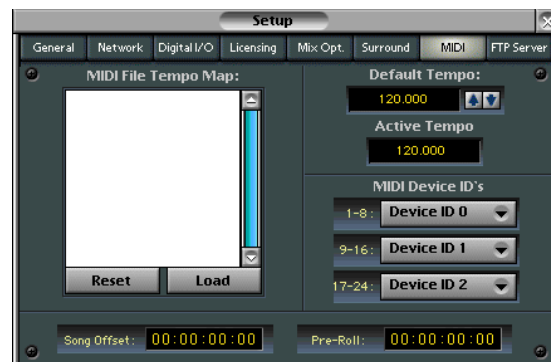 Setup
General Network Digital I/O Licensing Mix Opt. Surround MIDI FTP Server
MIDI File Tempo Map:
Reset Load
Default Tempo:
120.000
Active Tempo
120.000
MIDI Device ID's
1-8: Device ID 0
9-16: Device ID 1
17-24: Device ID 2
Song Offset: 00:00:00:00 Pre-Roll: 00:00:00:00